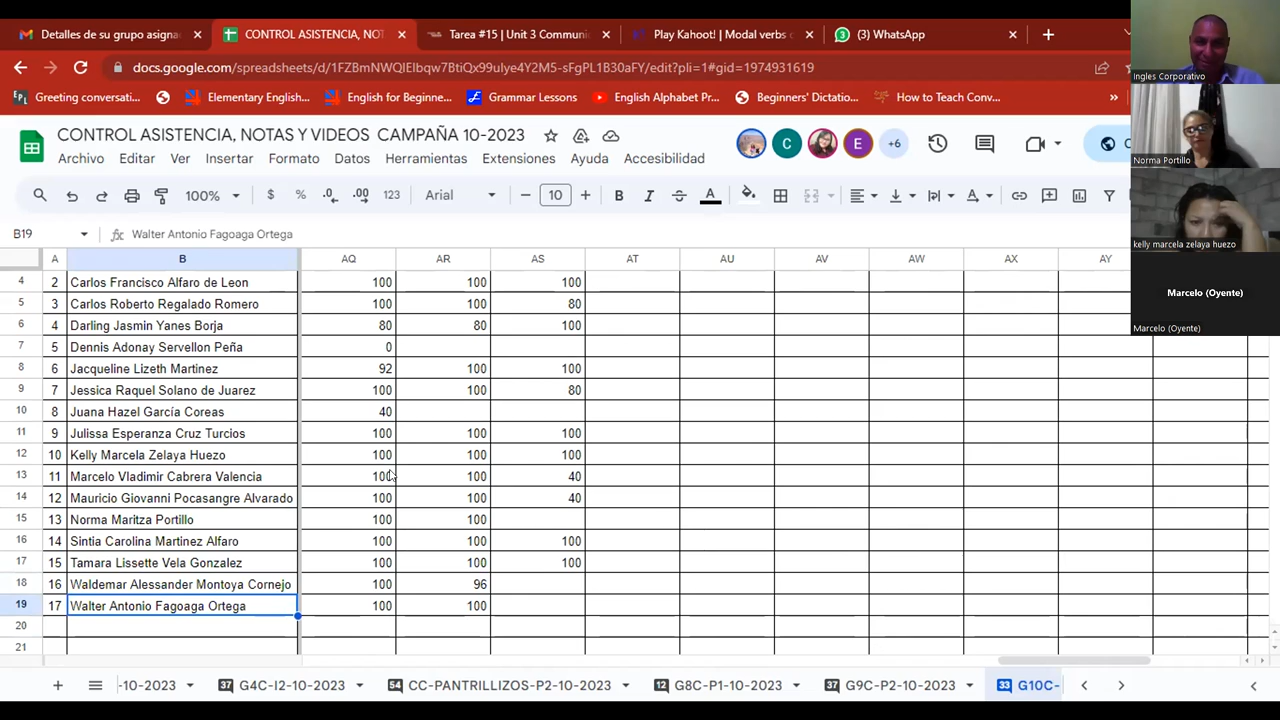 Detalles de su grupo asigna
CONTROL ASISTENCIA, NOT
Tarea #15 | Unit 3 Communi
Play Kahoot! | Modal verbs
(3) WhatsApp
docs.google.com/spreadsheets/d/1FZBmNWQIEIbqw7BtiQx99ulye4Y2M5-sFgPL1B30aFY/edit?pli=1#gid=1974931619
Greeting conversati...
Elementary English...
English for Beginne...
Grammar Lessons
English Alphabet Pr...
Beginners' Dictatio...
How to Teach Conv...
CONTROL ASISTENCIA, NOTAS Y VIDEOS CAMPAÑA 10-2023
C
E
+6
Archivo Editar Ver Insertar Formato Datos Herramientas Extensiones Ayuda Accesibilidad
100% $ % .0 .00 123 Arial 10 B I A
B19 Walter Antonio Fagoaga Ortega
A B AQ AR AS AT AU AV AW AX AY
4 2 Carlos Francisco Alfaro de Leon 100 100 100
5 3 Carlos Roberto Regalado Romero 100 100 80
6 4 Darling Jasmin Yanes Borja 80 80 100
7 5 Dennis Adonay Servellon Peña 0
8 6 Jacqueline Lizeth Martinez 92 100 100
9 7 Jessica Raquel Solano de Juarez 100 100 80
10 8 Juana Hazel García Coreas 40
11 9 Julissa Esperanza Cruz Turcios 100 100 100
12 10 Kelly Marcela Zelaya Huezo 100 100 100
13 11 Marcelo Vladimir Cabrera Valencia 100 100 40
14 12 Mauricio Giovanni Pocasangre Alvarado 100 100 40
15 13 Norma Maritza Portillo 100 100
16 14 Sintia Carolina Martinez Alfaro 100 100 100
17 15 Tamara Lissette Vela Gonzalez 100 100 100
18 16 Waldemar Alessander Montoya Cornejo 100 96
19 17 Walter Antonio Fagoaga Ortega 100 100
20
21
-10-2023
37 G4C-I2-10-2023
54 CC-PANTRILLIZOS-P2-10-2023
12 G8C-P1-10-2023
37 G9C-P2-10-2023
33 G10C-
Ingles Corporativo
Norma Portillo
kelly marcela zelaya huezo
Marcelo (Oyente)
Marcelo (Oyente)